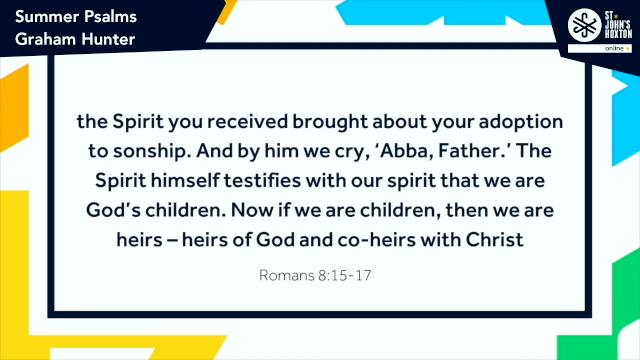 Summer Psalms
Graham Hunter
ST
JOHN'S
HOXTON
online
the Spirit you received brought about your adoption
to sonship. And by him we cry, ‘Abba, Father.’ The
Spirit himself testifies with our spirit that we are
God’s children. Now if we are children, then we are
heirs – heirs of God and co-heirs with Christ
Romans 8:15-17